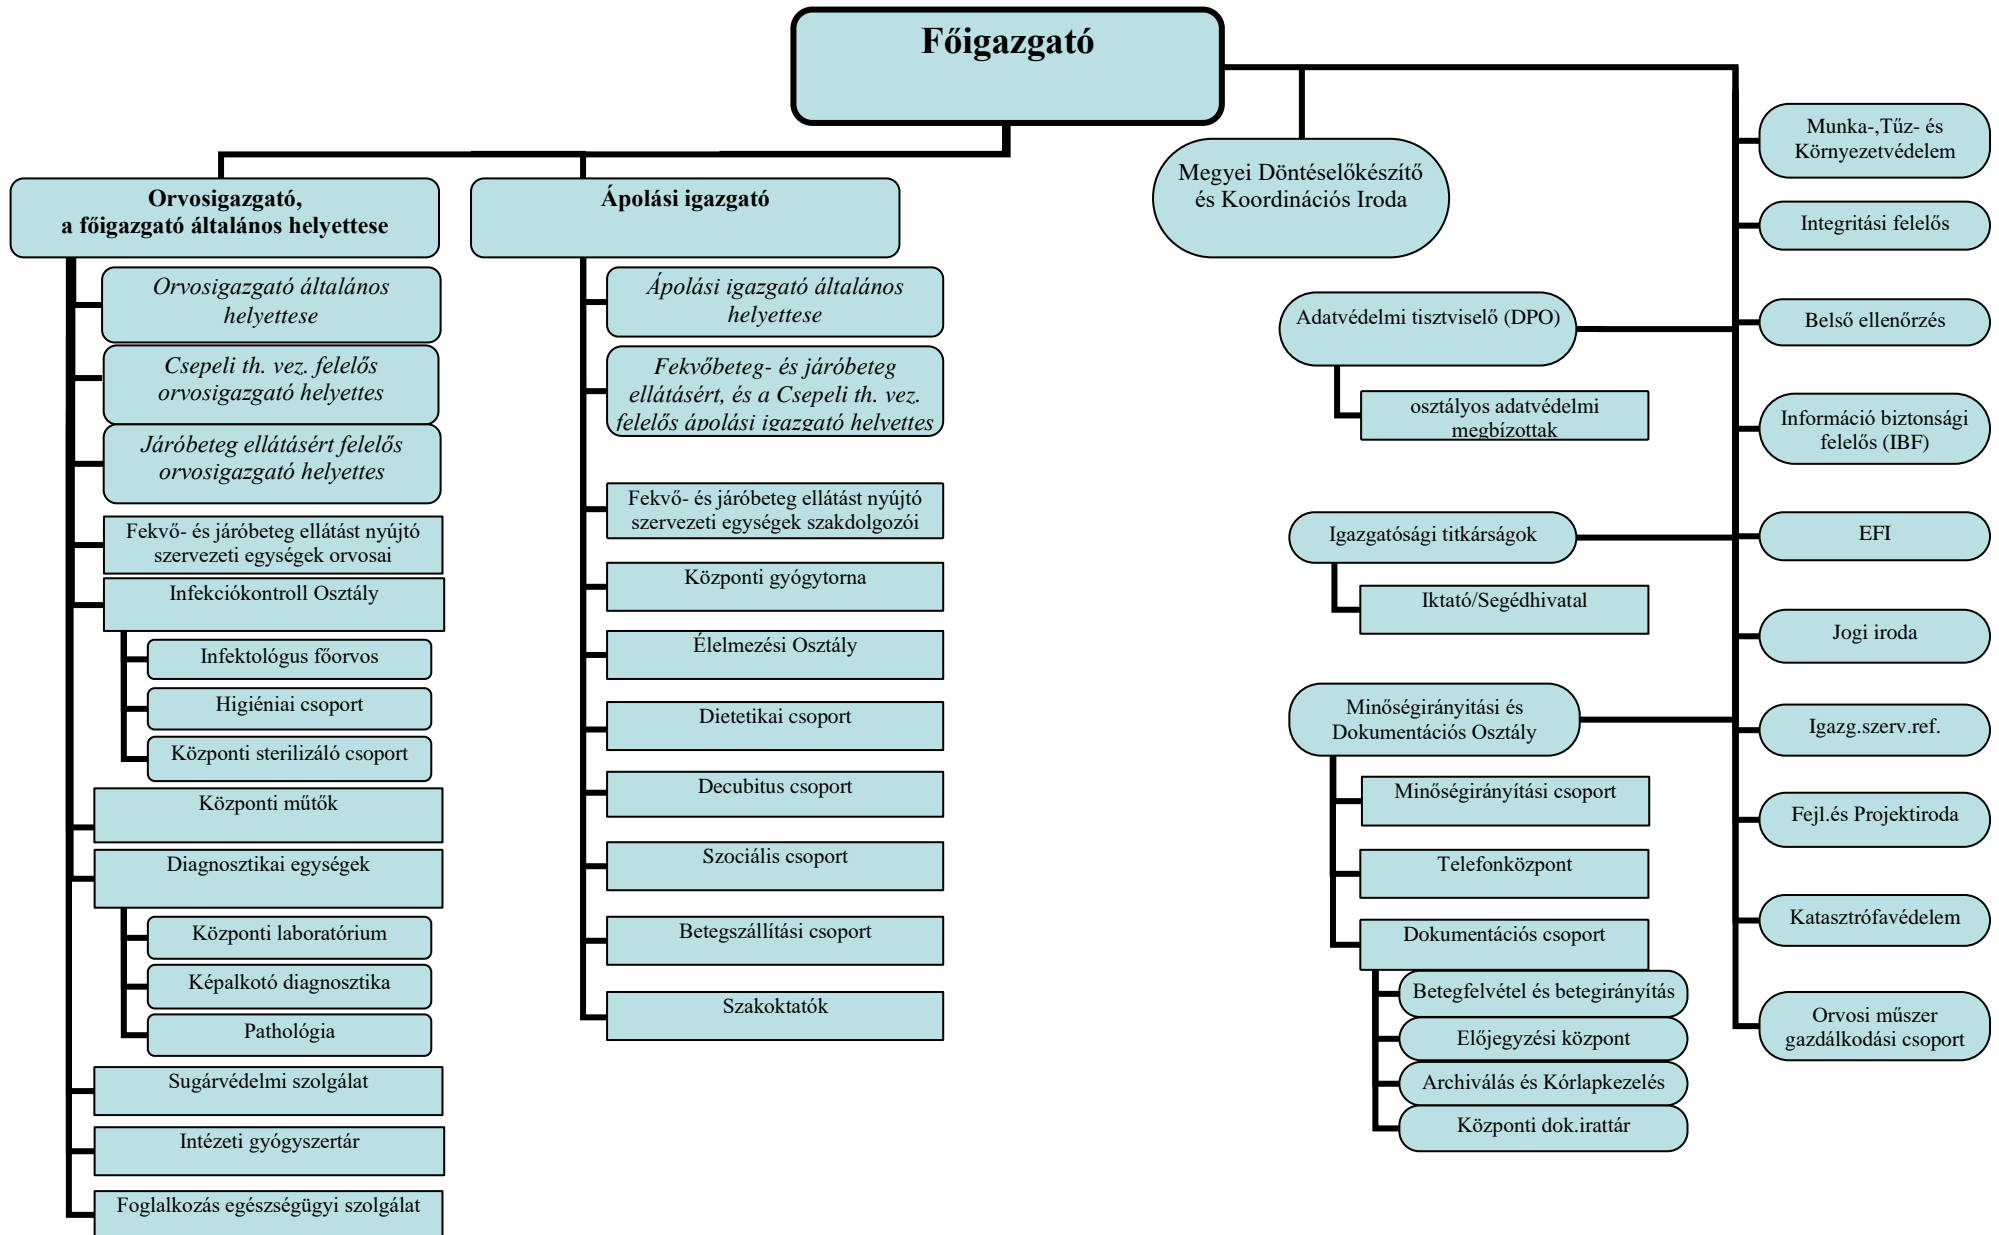 Főigazgató
Orvosigazgató,
a főigazgató általános helyettese
Orvosigazgató általános
helyettese
Csepeli th. vez. felelős
orvosigazgató helyettes
Járóbeteg ellátásért felelős
orvosigazgató helyettes
Fekvő- és járóbeteg ellátást nyújtó
szervezeti egységek orvosai
Infekciókontroll Osztály
Infektológus főorvos
Higiéniai csoport
Központi sterilizáló csoport
Központi műtők
Diagnosztikai egységek
Központi laboratórium
Képalkotó diagnosztika
Pathológia
Sugárvédelmi szolgálat
Intézeti gyógyszertár
Foglalkozás egészségügyi szolgálat
Ápolási igazgató
Ápolási igazgató általános
helyettese
Fekvőbeteg- és járóbeteg
ellátásért, és a Csepeli th. vez.
felelős ápolási igazgató helyettes
Fekvő- és járóbeteg ellátást nyújtó
szervezeti egységek szakdolgozói
Központi gyógytorna
Élelmezési Osztály
Dietetikai csoport
Decubitus csoport
Szociális csoport
Betegszállítási csoport
Szakoktatók
Megyei Döntéselőkészítő
és Koordinációs Iroda
Adatvédelmi tisztviselő (DPO)
osztályos adatvédelmi
megbízottak
Igazgatósági titkárságok
Iktató/Segédhivatal
Minőségirányitási és
Dokumentációs Osztály
Minőségirányítási csoport
Telefonközpont
Dokumentációs csoport
Betegfelvétel és betegirányítás
Előjegyzési központ
Archiválás és Kórlapkezelés
Központi dok.irattár
Munka-,Tűz- és
Környezetvédelem
Integritási felelős
Belső ellenőrzés
Információ biztonsági
felelős (IBF)
EFI
Jogi iroda
Igazg.szerv.ref.
Fejl.és Projektiroda
Katasztrófavédelem
Orvosi műszer
gazdálkodási csoport